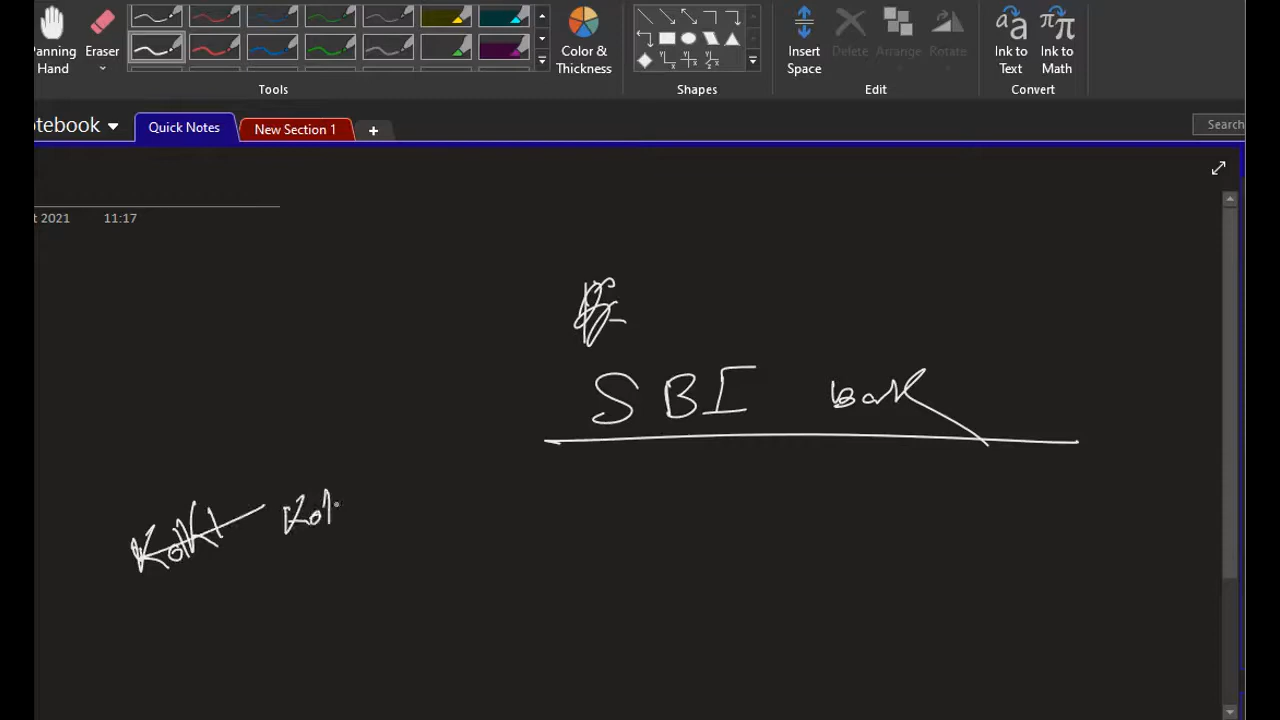 Panning Hand
Eraser
Color & Thickness
Insert Space
Delete
Arrange
Rotate
Ink to Text
Ink to Math
Tools
Shapes
Edit
Convert
tebook
Quick Notes
New Section 1
+
Search
2021 11:17
SBI Bank